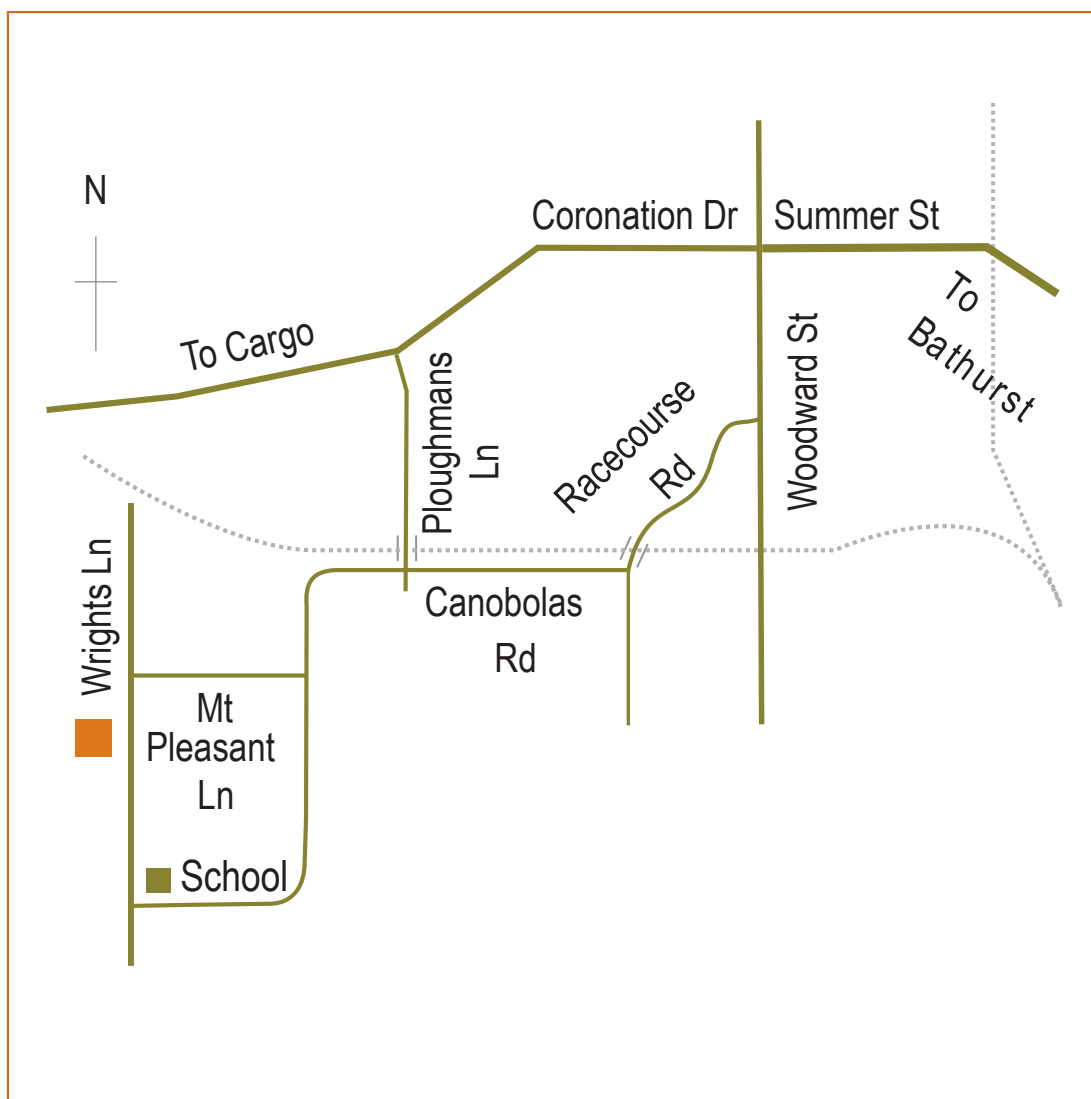 N
Coronation Dr
Summer St
To Cargo
To
Bathurst
Ploughmans
Ln
Racecourse
Rd
Woodward St
Wrights Ln
Canobolas
Rd
Mt
Pleasant
Ln
School